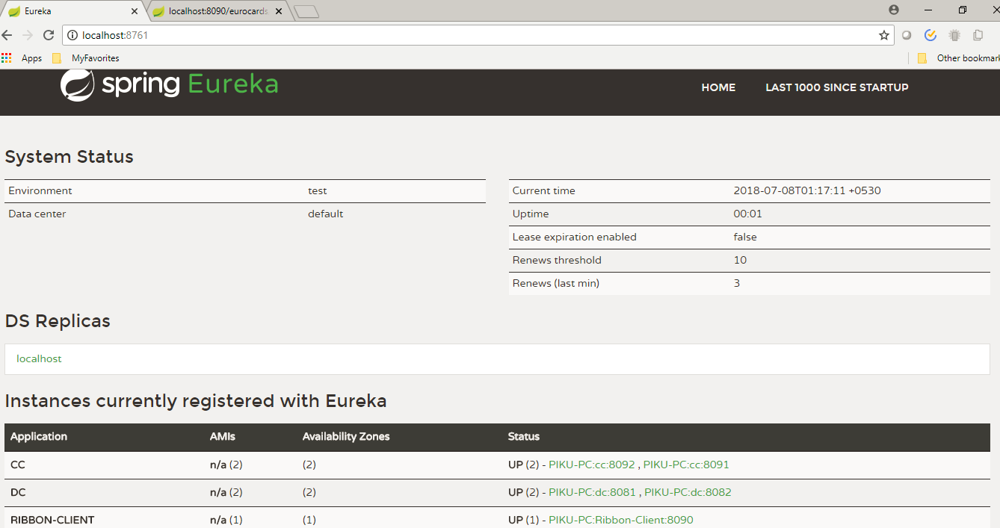 Eureka
localhost:8090/eurocards
localhost:8761
Apps MyFavorites Other bookmark
spring Eureka HOME LAST 1000 SINCE STARTUP
System Status
Environment test
Data center default
Current time 2018-07-08T01:17:11 +0530
Uptime 00:01
Lease expiration enabled false
Renews threshold 10
Renews (last min) 3
DS Replicas
localhost
Instances currently registered with Eureka
Application AMIs Availability Zones Status
CC n/a (2) (2) UP (2) - PIKU-PC:cc:8092 , PIKU-PC:cc:8091
DC n/a (2) (2) UP (2) - PIKU-PC:dc:8081 , PIKU-PC:dc:8082
RIBBON-CLIENT n/a (1) (1) UP (1) - PIKU-PC:Ribbon-Client:8090